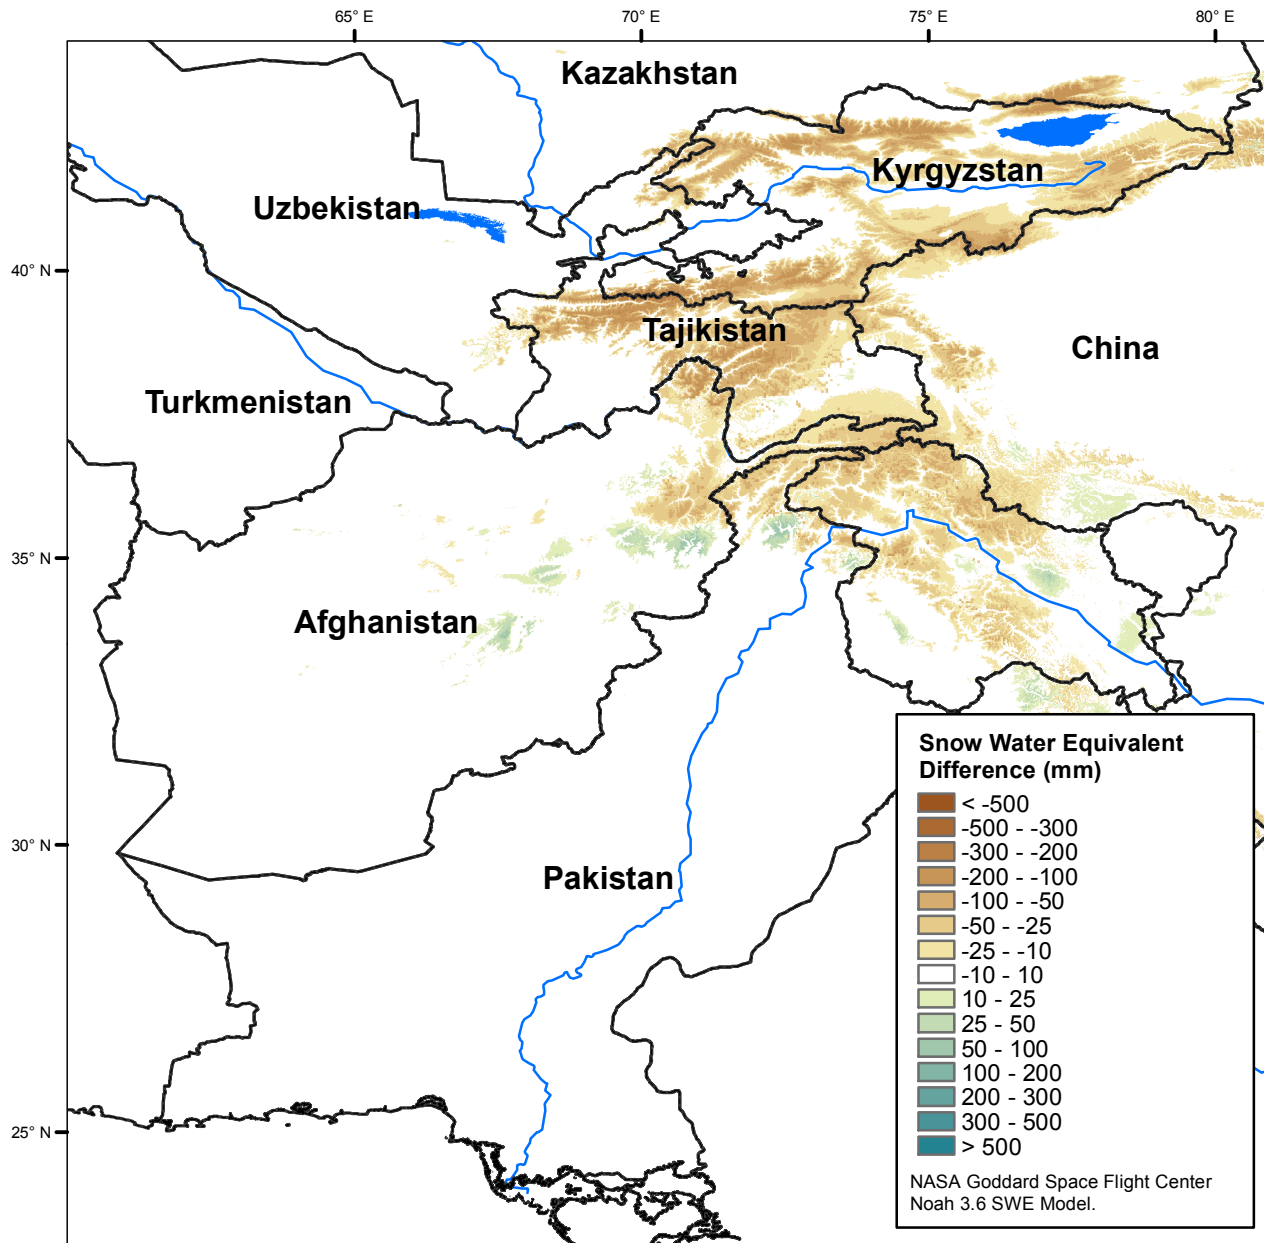 65° E
70° E
75° E
80° E
Kazakhstan
Kyrgyzstan
Uzbekistan
40° N
Tajikistan
China
Turkmenistan
35° N
Afghanistan
30° N
Pakistan
25° N
Snow Water Equivalent
Difference (mm)
< -500
-500 - -300
-300 - -200
-200 - -100
-100 - -50
-50 - -25
-25 - -10
-10 - 10
10 - 25
25 - 50
50 - 100
100 - 200
200 - 300
300 - 500
> 500
NASA Goddard Space Flight Center
Noah 3.6 SWE Model.